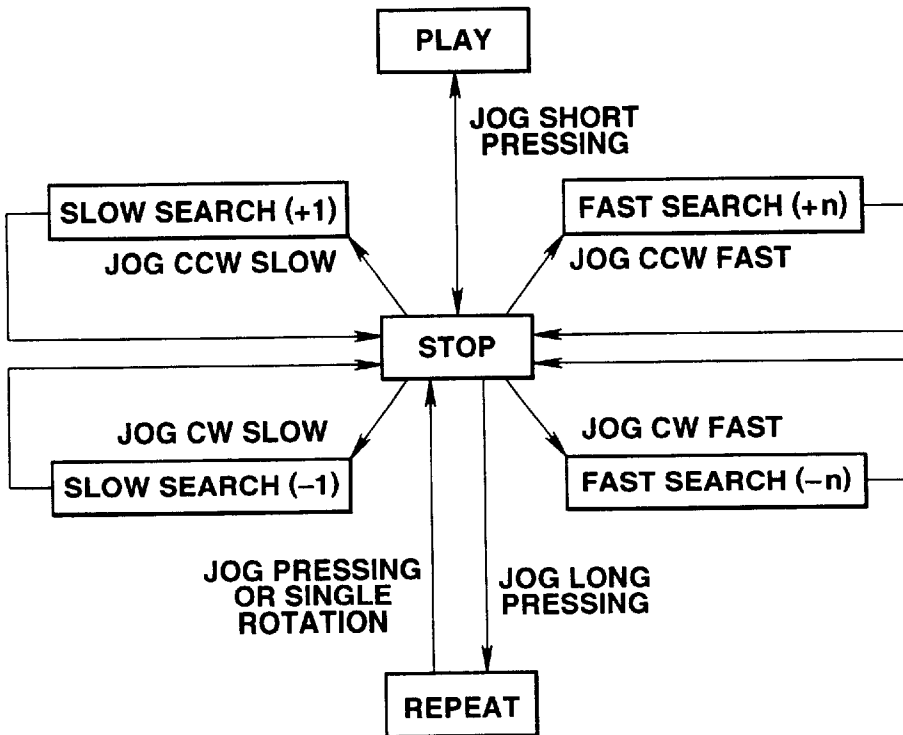 PLAY
JOG SHORT
PRESSING
SLOW SEARCH (+1)
FAST SEARCH (+n)
JOG CCW SLOW
JOG CCW FAST
STOP
JOG CW SLOW
JOG CW FAST
SLOW SEARCH (−1)
FAST SEARCH (−n)
JOG PRESSING
OR SINGLE
ROTATION
JOG LONG
PRESSING
REPEAT